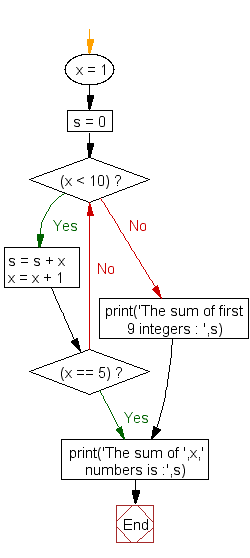 x = 1
s = 0
(x < 10) ?
Yes
No
s = s + x
x = x + 1
No
print('The sum of first
9 integers : ',s)
(x == 5) ?
Yes
print('The sum of ',x,'
numbers is :',s)
End